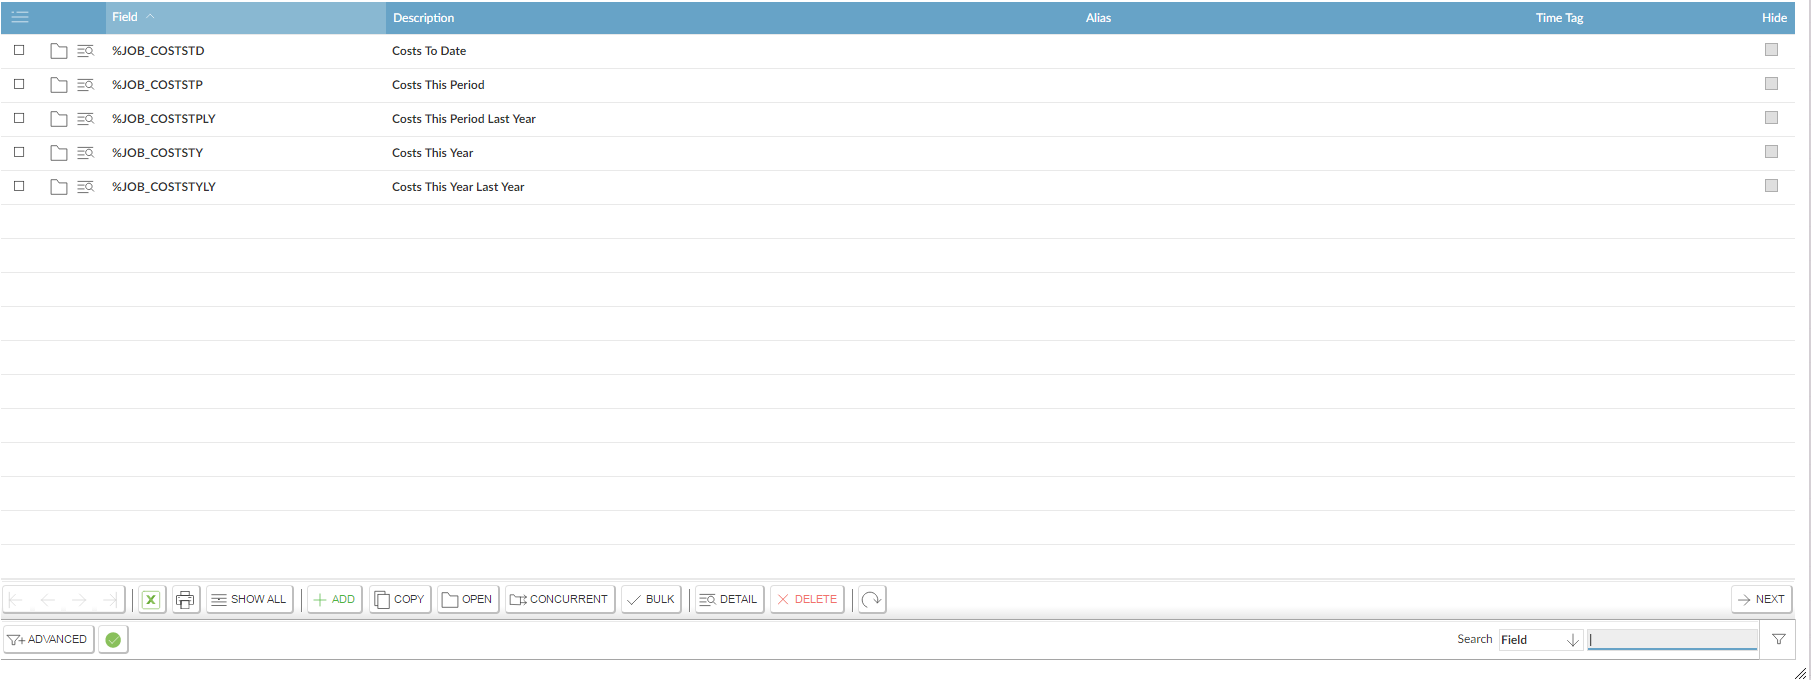 Field Description Alias Time Tag Hide
%JOB_COSTSTD Costs To Date
%JOB_COSTSTP Costs This Period
%JOB_COSTSTPLY Costs This Period Last Year
%JOB_COSTSTY Costs This Year
%JOB_COSTSTYLY Costs This Year Last Year
SHOW ALL ADD COPY OPEN CONCURRENT BULK DETAIL DELETE NEXT
ADVANCED Search Field